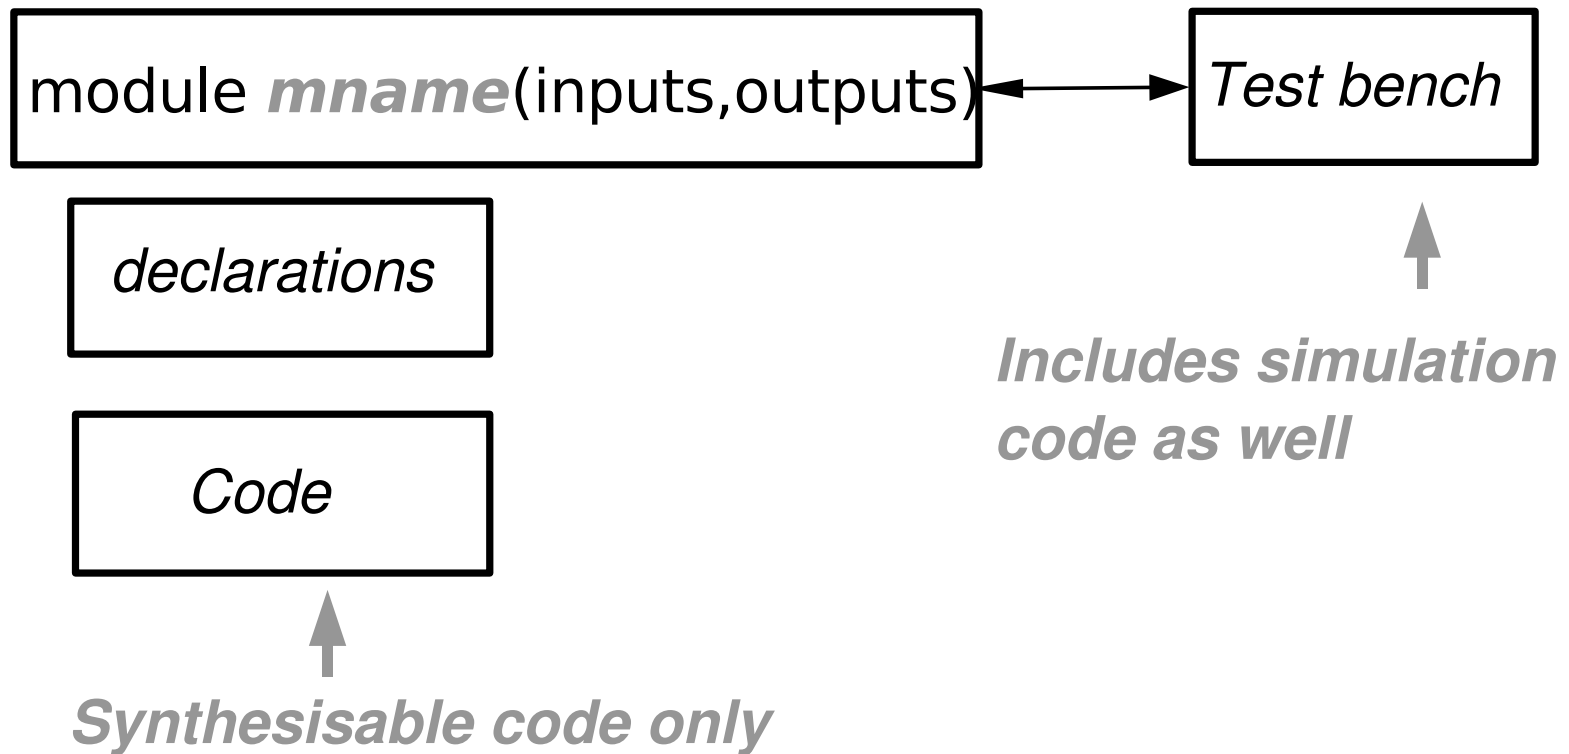 module mname(inputs,outputs)
Test bench
declarations
Includes simulation
code as well
Code
Synthesisable code only